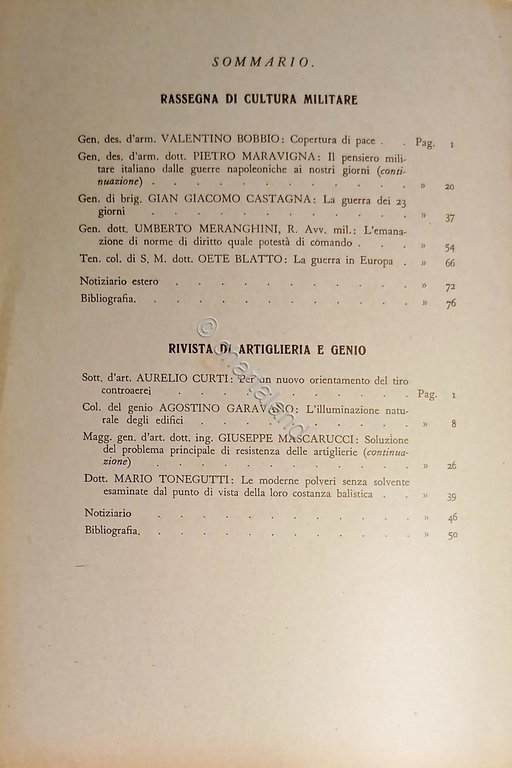 SOMMARIO.
RASSEGNA DI CULTURA MILITARE
Gen. des. d'arm. VALENTINO BOBBIO: Copertura di pace . . Pag. 1
Gen. des. d'arm. dott. PIETRO MARAVIGNA: Il pensiero mili-
tare italiano dalle guerre napoleoniche ai nostri giorni (conti-
nuazione) . . . . . . . . . . . . » 20
Gen. di brig. GIAN GIACOMO CASTAGNA: La guerra dei 23
giorni . . . . . . . . . . . . » 37
Gen. dott. UMBERTO MERANGHINI, R. Avv. mil.: L'emana-
zione di norme di diritto quale potestà di comando . . . » 54
Ten. col. di S. M. dott. OETE BLATTO: La guerra in Europa . » 66
Notiziario estero . . . . . . . . . . » 72
Bibliografia. . . . . . . . . . . . » 76
RIVISTA DI ARTIGLIERIA E GENIO
Sott. d'art. AURELIO CURTI: Per un nuovo orientamento del tiro
controaerei . . . . . . . . . . Pag. 1
Col. del genio AGOSTINO GARAVASO: L'illuminazione natu-
rale degli edifici . . . . . . . . . » 8
Magg. gen. d'art. dott. ing. GIUSEPPE MASCARUCCI: Soluzione
del problema principale di resistenza delle artiglierie (continua-
zione) . . . . . . . . . . . . » 26
Dott. MARIO TONEGUTTI: Le moderne polveri senza solvente
esaminate dal punto di vista della loro costanza balistica . . » 39
Notiziario . . . . . . . . . . . » 46
Bibliografia. . . . . . . . . . . . » 50
© anobaland